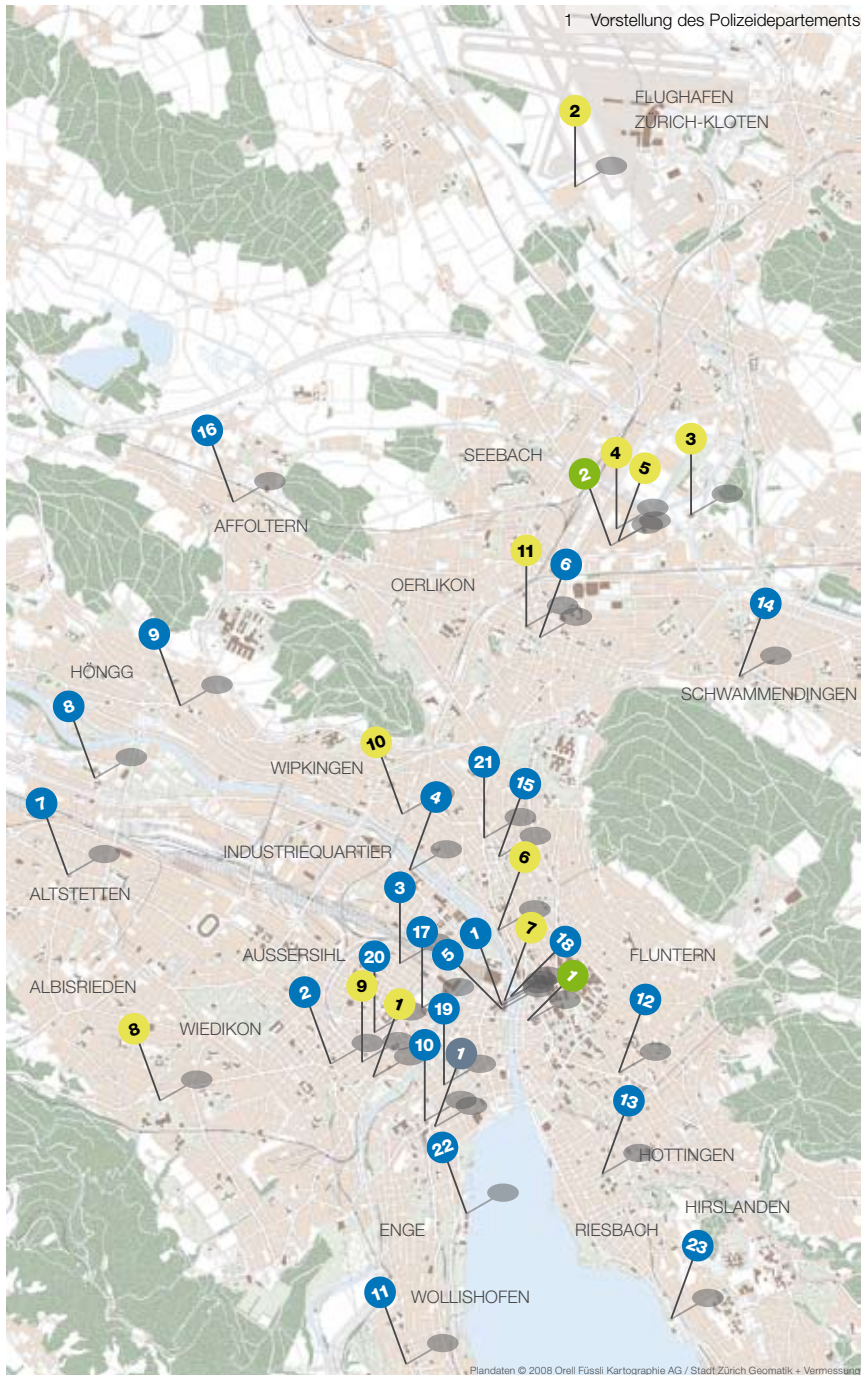 1 Vorstellung des Polizeidepartements
FLUGHAFEN
2
ZÜRICH-KLOTEN
16
3
SEEBACH
4
5
2
AFFOLTERN
11
6
OERLIKON
14
9
HÖNGG
SCHWAMMENDINGEN
8
10
21
WIPKINGEN
15
4
7
INDUSTRIEQUARTIER
6
3
ALTSTETTEN
7
17
1
18
AUSSERSIHL
20
5
FLUNTERN
1
ALBISRIEDEN
9
2
12
1
19
8
WIEDIKON
10
1
13
22
HOTTINGEN
HIRSLANDEN
ENGE
RIESBACH
23
11
WOLLISHOFEN
Plandaten © 2008 Orell Füssli Kartographie AG / Stadt Zürich Geomatik + Vermessung